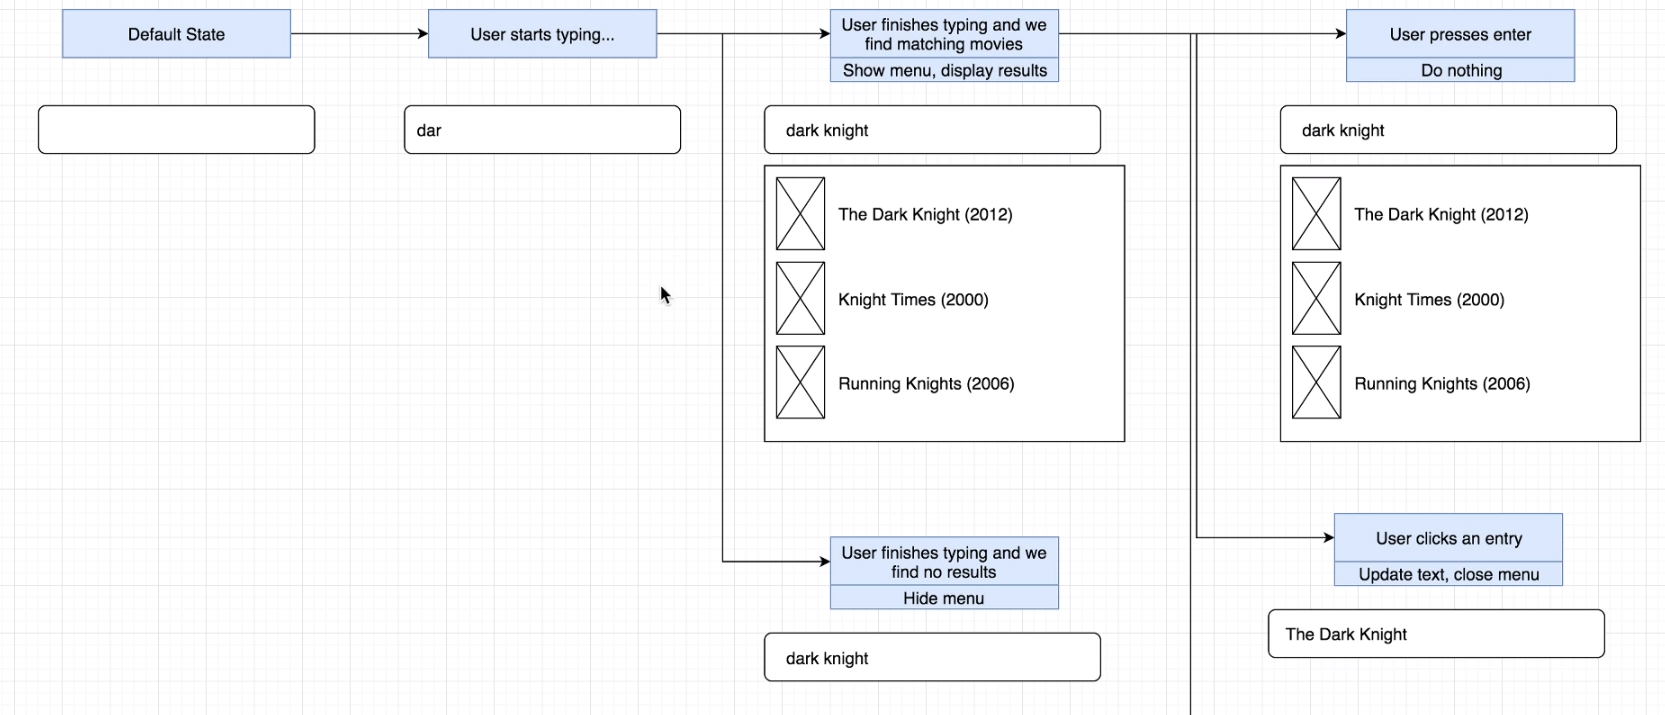 Default State
User starts typing...
User finishes typing and we
find matching movies
Show menu, display results
User presses enter
Do nothing
dar
dark knight
The Dark Knight (2012)
Knight Times (2000)
Running Knights (2006)
dark knight
The Dark Knight (2012)
Knight Times (2000)
Running Knights (2006)
User finishes typing and we
find no results
Hide menu
dark knight
User clicks an entry
Update text, close menu
The Dark Knight